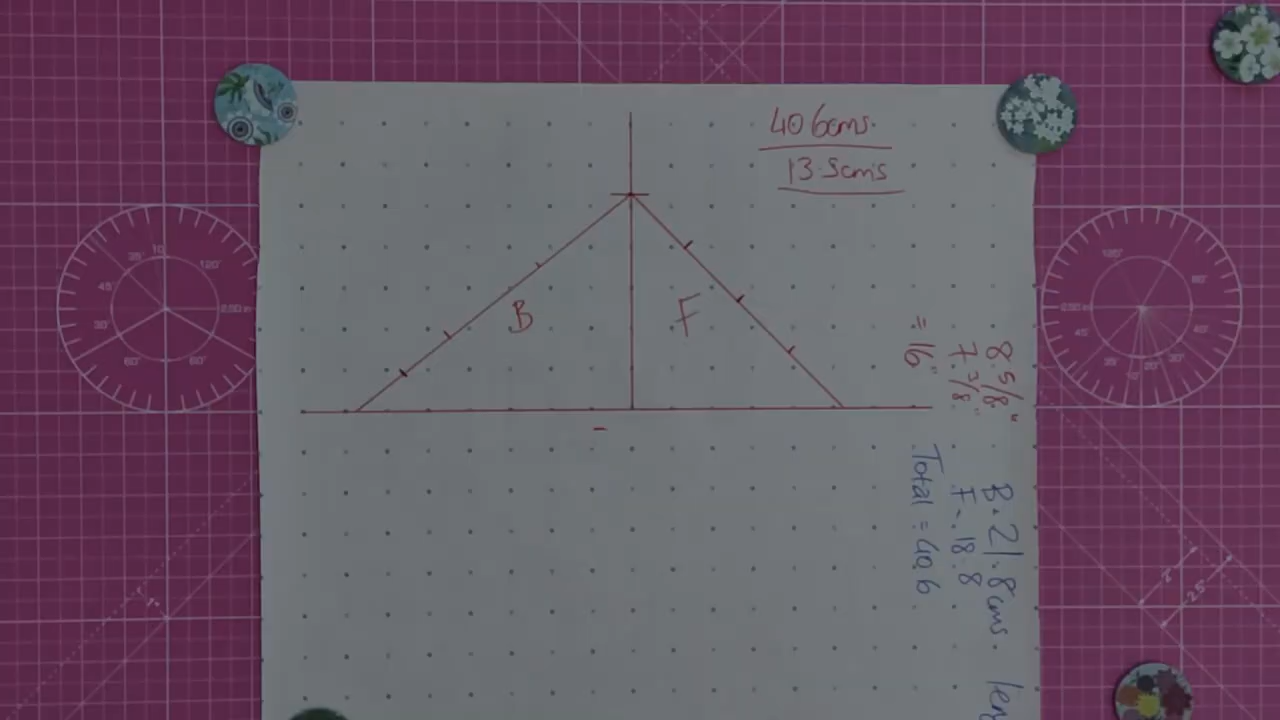 40.6cms.
13.5cms
B
F
8 5/8"
7 3/8"
= 16"
B. 21.8cms.
F - 18.8
Total = 40.6